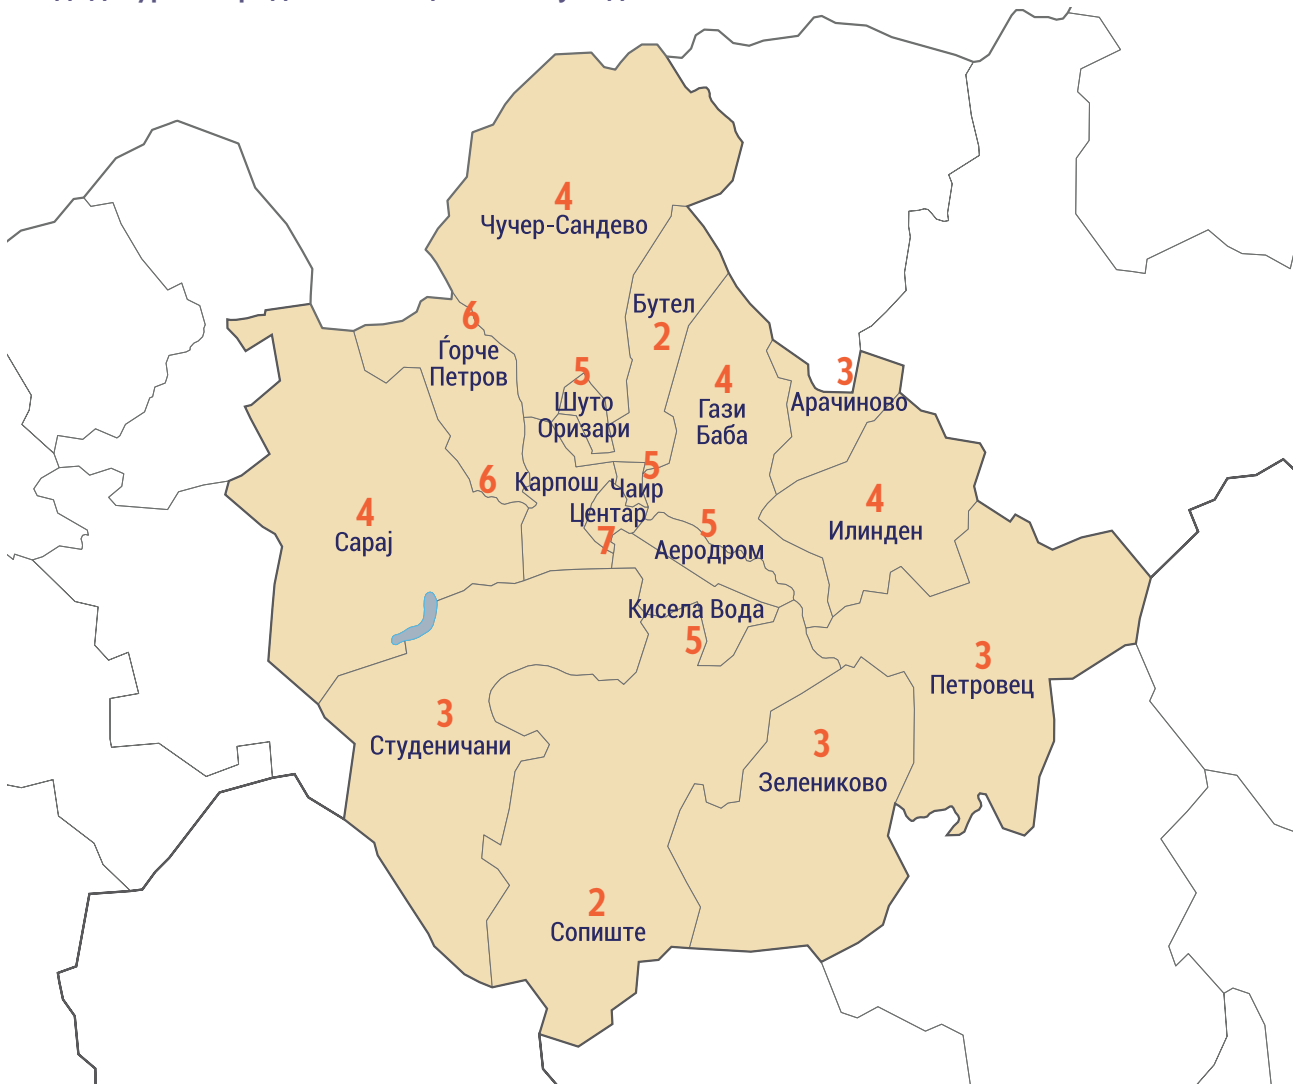 4
Чучер-Сандево
Бутел
2
6
Ѓорче
Петров
5
Шуто
Оризари
4
Гази
Баба
3
Арачиново
6
Карпош
5
Чаир
Центар
7
4
Сарај
5
Аеродром
4
Илинден
Кисела Вода
5
3
Петровец
3
Студеничани
3
Зелениково
2
Сопиште